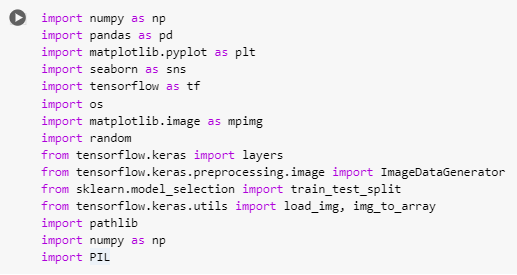 import numpy as np
import pandas as pd
import matplotlib.pyplot as plt
import seaborn as sns
import tensorflow as tf
import os
import matplotlib.image as mpimg
import random
from tensorflow.keras import layers
from tensorflow.keras.preprocessing.image import ImageDataGenerator
from sklearn.model_selection import train_test_split
from tensorflow.keras.utils import load_img, img_to_array
import pathlib
import numpy as np
import PIL